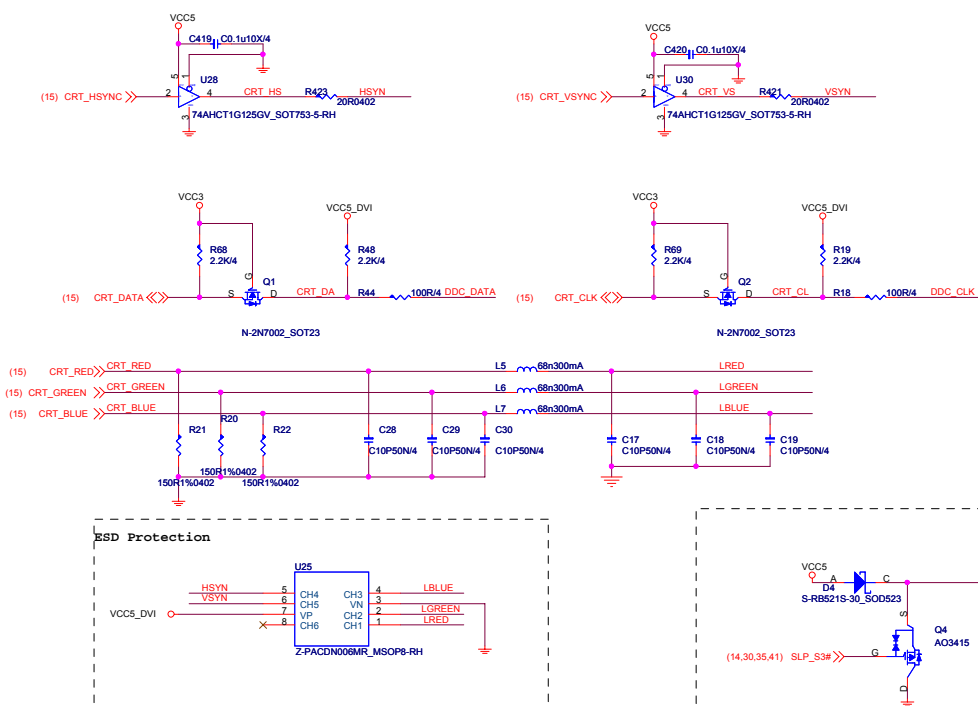 VCC5
C419 C0.1u10X/4
5 1
U28
(15) CRT_HSYNC 2 4 CRT_HS R423 HSYN
20R0402
3
74AHCT1G125GV_SOT753-5-RH
VCC5
C420 C0.1u10X/4
5 1
U30
(15) CRT_VSYNC 2 4 CRT_VS R421 VSYN
20R0402
3
74AHCT1G125GV_SOT753-5-RH
VCC3
VCC5_DVI
R68
2.2K/4
R48
2.2K/4
G
Q1
(15) CRT_DATA S D CRT_DA R44 100R/4 DDC_DATA
N-2N7002_SOT23
VCC3
VCC5_DVI
R69
2.2K/4
R19
2.2K/4
G
Q2
(15) CRT_CLK S D CRT_CL R18 100R/4 DDC_CLK
N-2N7002_SOT23
(15) CRT_RED CRT_RED L5 68n300mA LRED
(15) CRT_GREEN CRT_GREEN L6 68n300mA LGREEN
(15) CRT_BLUE CRT_BLUE L7 68n300mA LBLUE
R21
R20
R22
150R1%0402
150R1%0402
150R1%0402
C28
C10P50N/4
C29
C10P50N/4
C30
C10P50N/4
C17
C10P50N/4
C18
C10P50N/4
C19
C10P50N/4
ESD Protection
U25
HSYN 5 CH4 CH3 4 LBLUE
VSYN 6 CH5 VN 3
VCC5_DVI 7 VP CH2 2 LGREEN
8 CH6 CH1 1 LRED
Z-PACDN006MR_MSOP8-RH
VCC5
A C
D4
S-RB521S-30_SOD523
S
Q4
AO3415
(14,30,35,41) SLP_S3# G
D